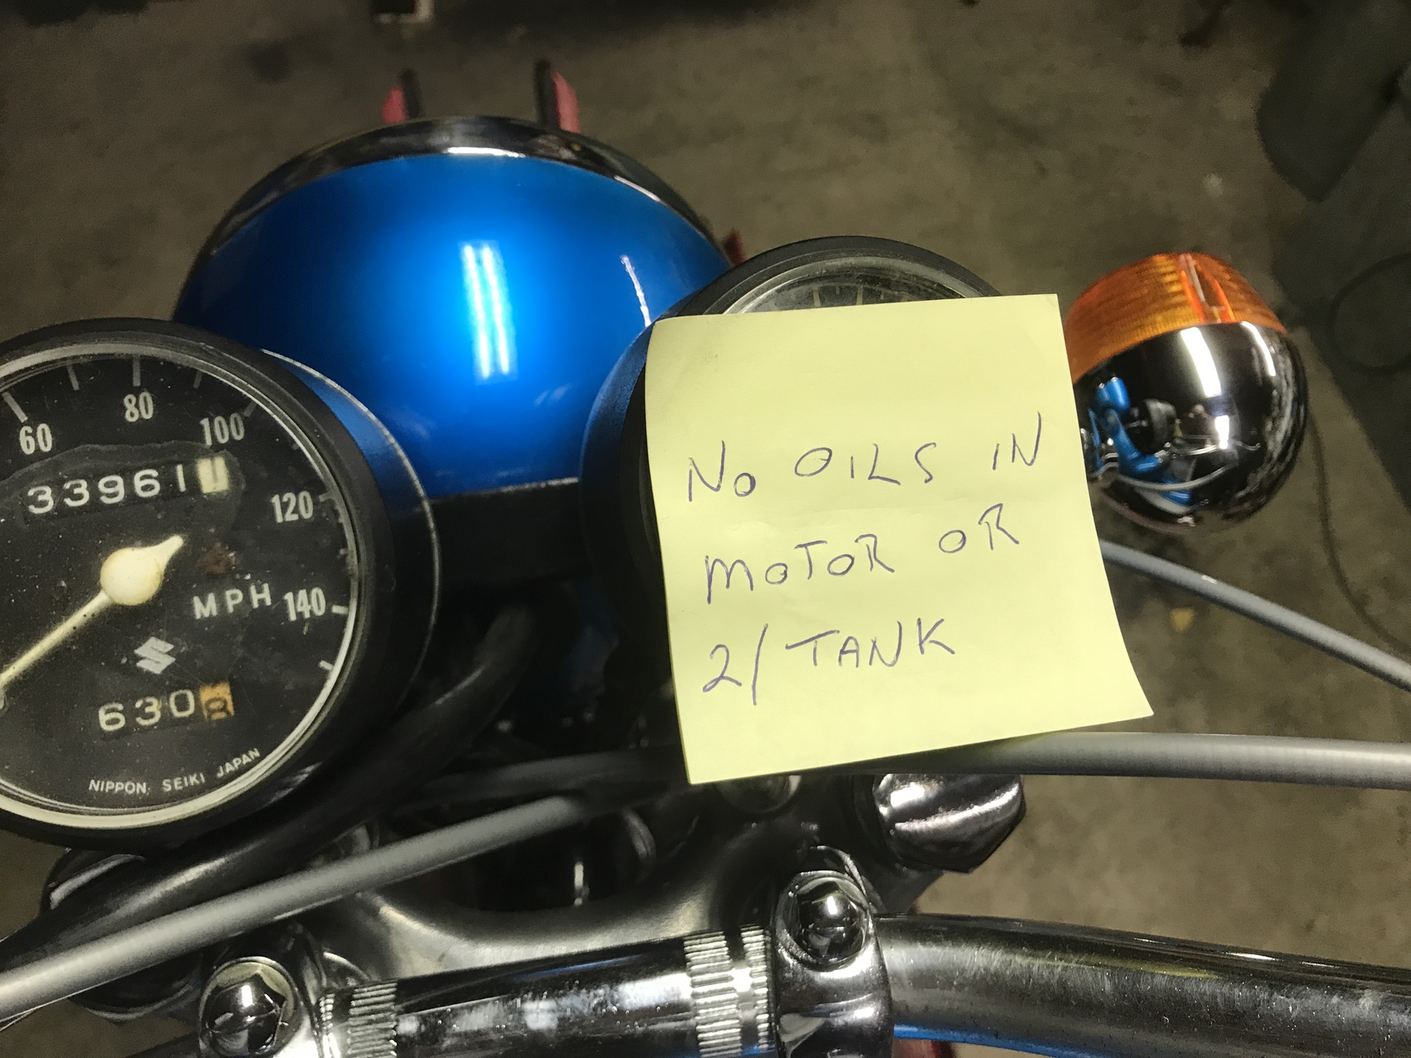 60
80
100
33961
120
MPH
140
630
NIPPON SEIKI JAPAN
No OILS IN
MOTOR OR
2/ TANK